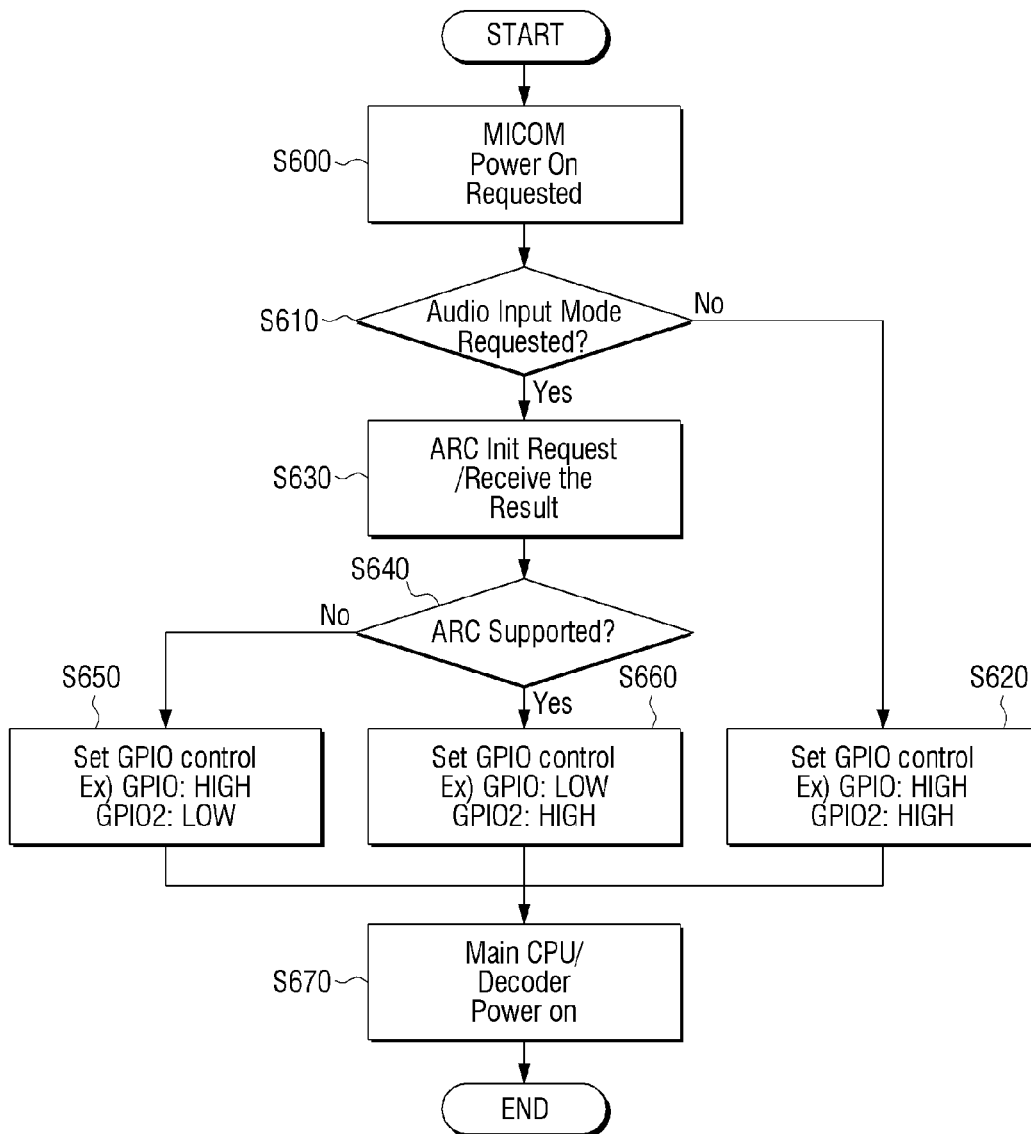 START
S600
MICOM
Power On
Requested
S610
Audio Input Mode
Requested?
No
Yes
S630
ARC Init Request
/Receive the
Result
S640
No
ARC Supported?
Yes
S650
Set GPIO control
Ex) GPIO: HIGH
GPIO2: LOW
S660
Set GPIO control
Ex) GPIO: LOW
GPIO2: HIGH
S620
Set GPIO control
Ex) GPIO: HIGH
GPIO2: HIGH
S670
Main CPU/
Decoder
Power on
END